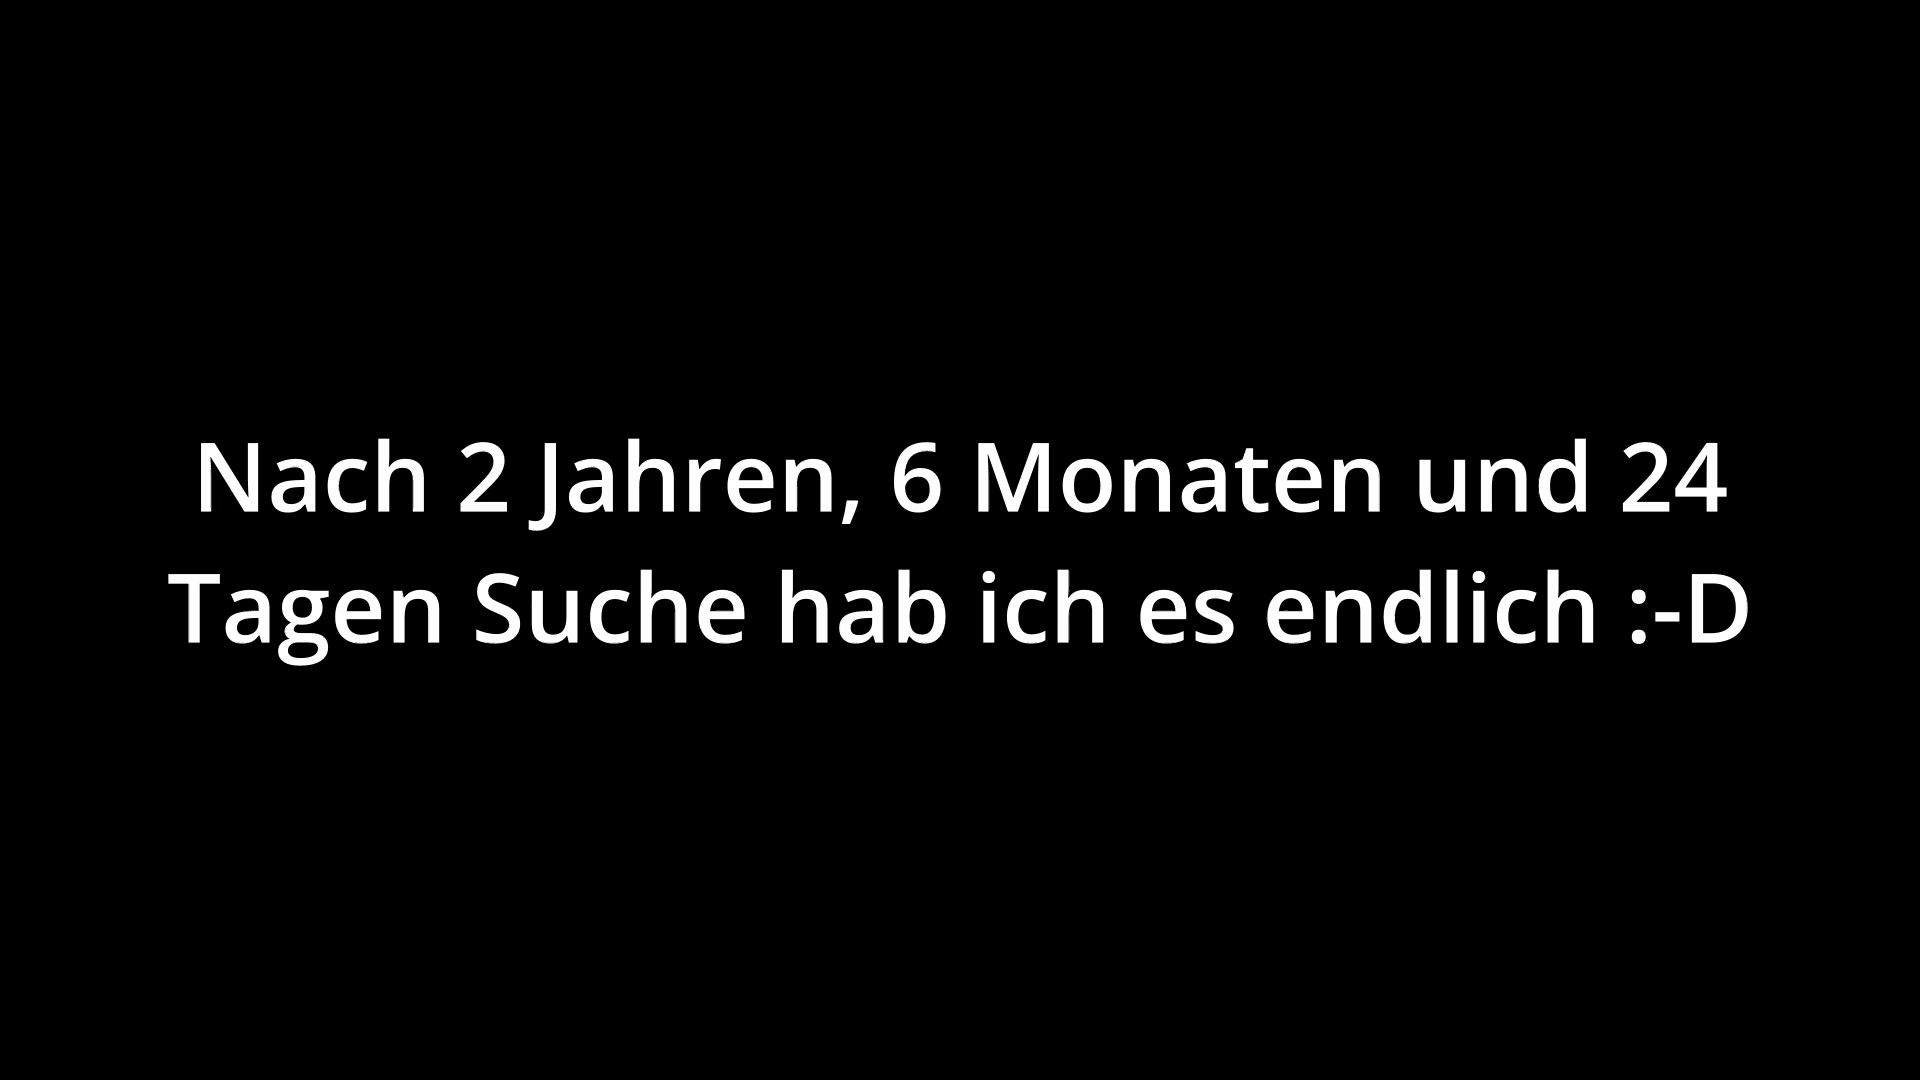 Nach 2 Jahren, 6 Monaten und 24
Tagen Suche hab ich es endlich :-D